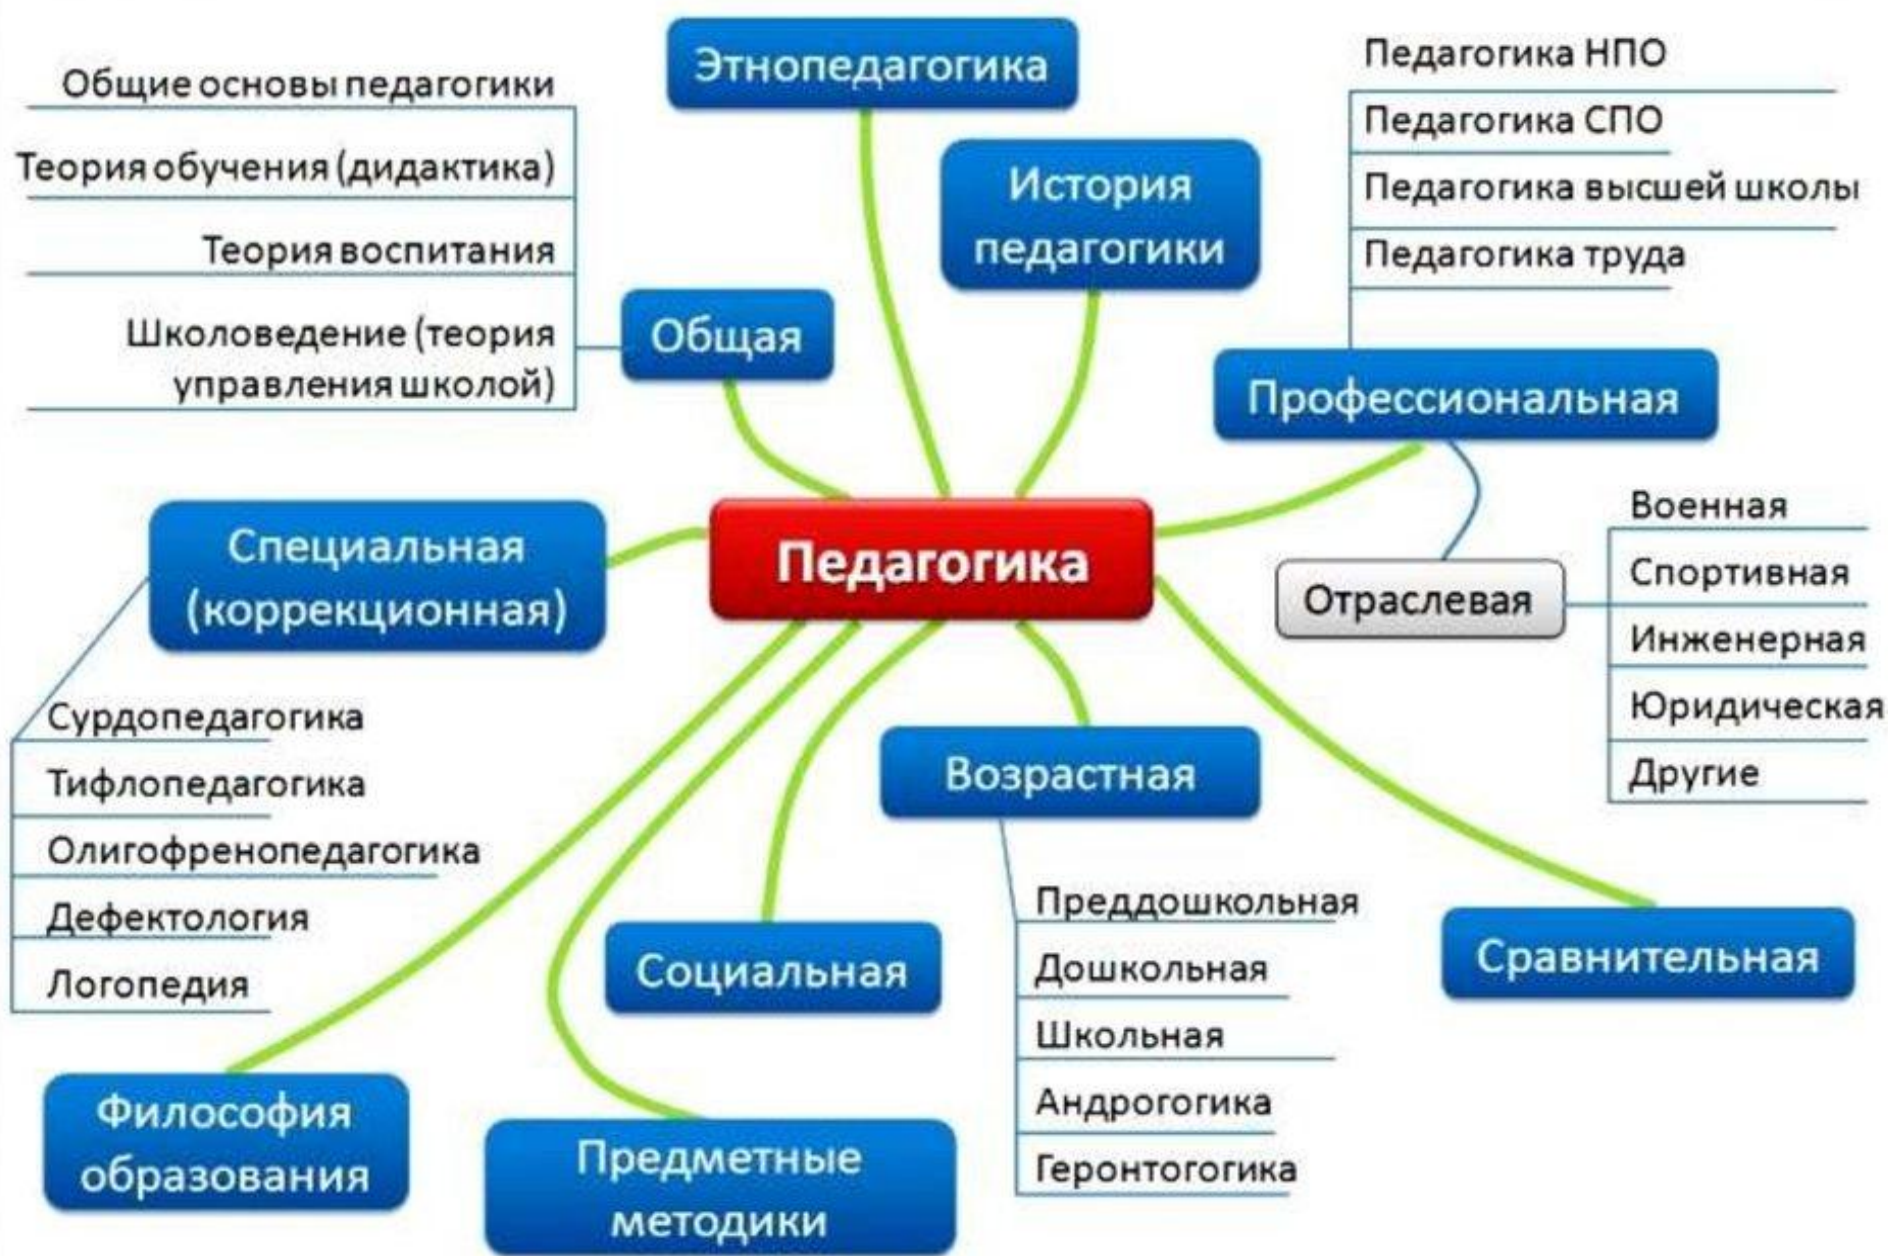 Этнопедагогика
История
педагогики
Общие основы педагогики
Теория обучения (дидактика)
Теория воспитания
Школоведение (теория
управления школой)
Общая
Педагогика НПО
Педагогика СПО
Педагогика высшей школы
Педагогика труда
Профессиональная
Педагогика
Специальная
(коррекционная)
Отраслевая
Военная
Спортивная
Инженерная
Юридическая
Другие
Сурдопедагогика
Тифлопедагогика
Олигофренопедагогика
Дефектология
Логопедия
Возрастная
Преддошкольная
Дошкольная
Школьная
Андрогогика
Геронтогогика
Социальная
Сравнительная
Философия
образования
Предметные
методики